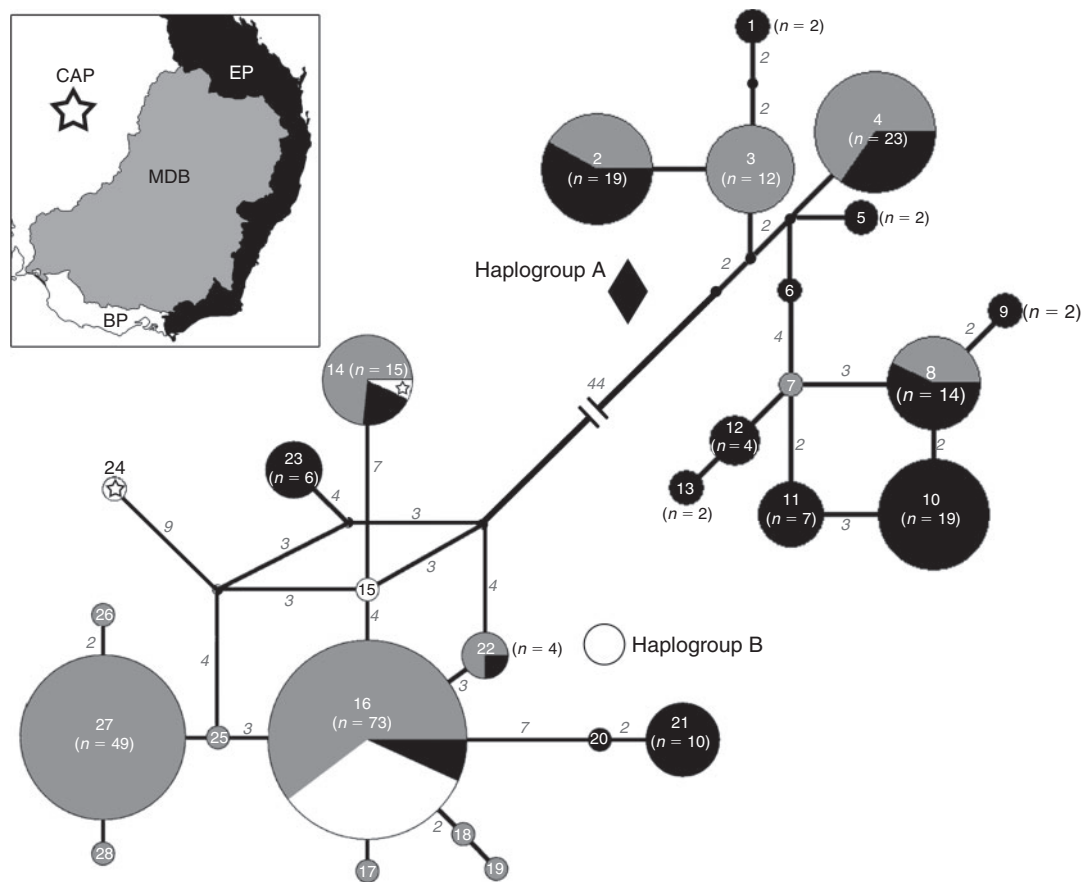 CAP
EP
MDB
BP
1 (n = 2)
2
2
2
(n = 19)
3
(n = 12)
4
(n = 23)
2
5 (n = 2)
2
Haplogroup A
6
4
9 (n = 2)
2
7
3
8
(n = 14)
44
14 (n = 15)
12
(n = 4)
2
2
13
(n = 2)
11
(n = 7)
3
10
(n = 19)
7
23
(n = 6)
24
4
3
9
3
3
3
15
4
4
4
22 (n = 4)
Haplogroup B
3
26
2
27
(n = 49)
25
3
16
(n = 73)
7
20
2
21
(n = 10)
2
18
28
17
19